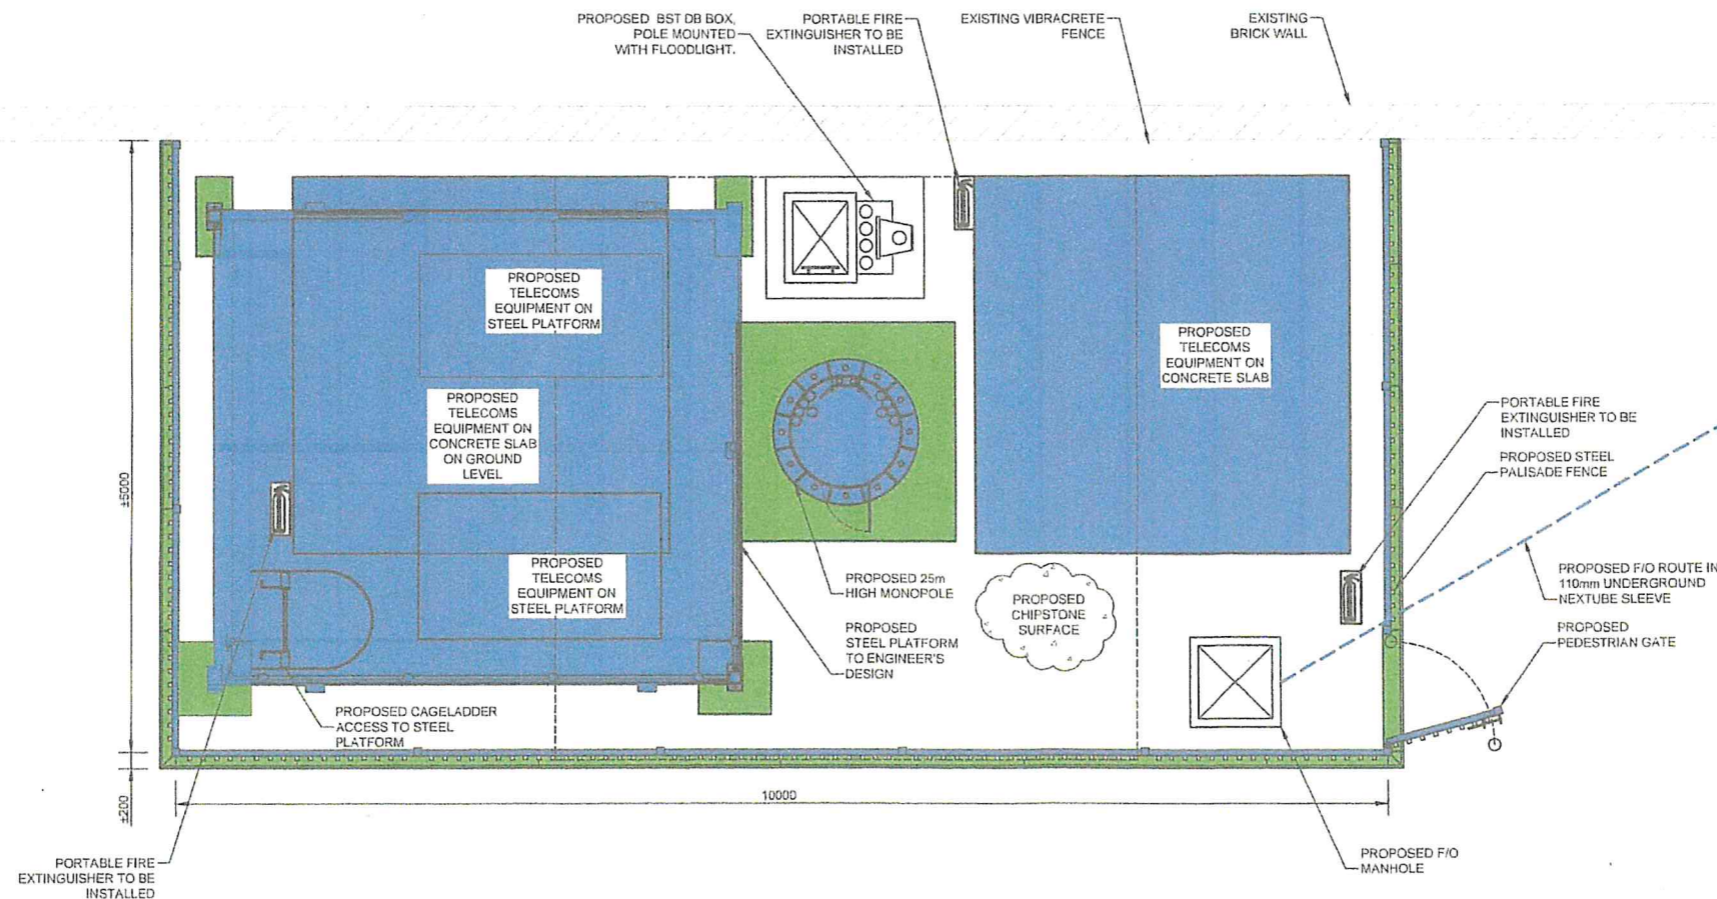 PROPOSED BST DB BOX,
POLE MOUNTED
WITH FLOODLIGHT.
PORTABLE FIRE
EXTINGUISHER TO BE
INSTALLED
EXISTING VIBRACRETE
FENCE
EXISTING
BRICK WALL
PROPOSED
TELECOMS
EQUIPMENT ON
STEEL PLATFORM
PROPOSED
TELECOMS
EQUIPMENT ON
CONCRETE SLAB
PROPOSED
TELECOMS
EQUIPMENT ON
CONCRETE SLAB
ON GROUND
LEVEL
PORTABLE FIRE
EXTINGUISHER TO BE
INSTALLED
PROPOSED STEEL
PALISADE FENCE
±5000
PROPOSED
TELECOMS
EQUIPMENT ON
STEEL PLATFORM
PROPOSED 25m
HIGH MONOPOLE
PROPOSED
CHIPSTONE
SURFACE
PROPOSED F/O ROUTE IN
110mm UNDERGROUND
NEXTUBE SLEEVE
PROPOSED
STEEL PLATFORM
TO ENGINEER'S
DESIGN
PROPOSED
PEDESTRIAN GATE
PROPOSED CAGELADDER
ACCESS TO STEEL
PLATFORM
±200
10000
PORTABLE FIRE
EXTINGUISHER TO BE
INSTALLED
PROPOSED F/O
MANHOLE